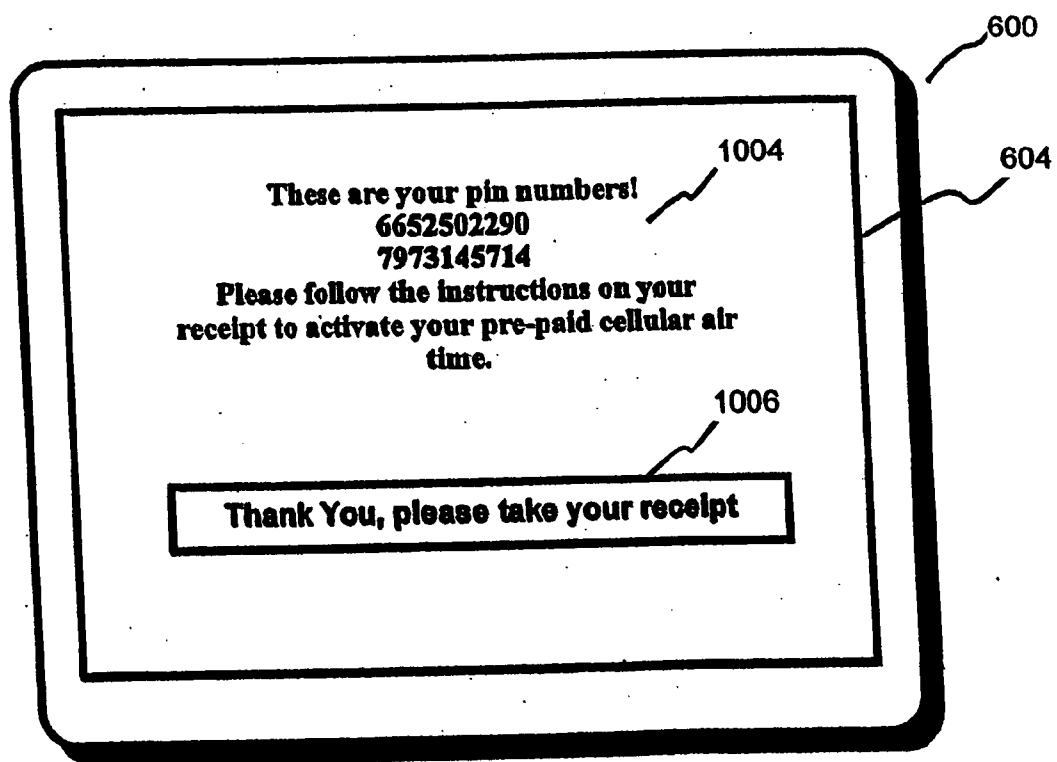 600
1004
604
These are your pin numbers!
6652502290
7973145714
Please follow the instructions on your
receipt to activate your pre-paid cellular air
time.
1006
Thank You, please take your receipt